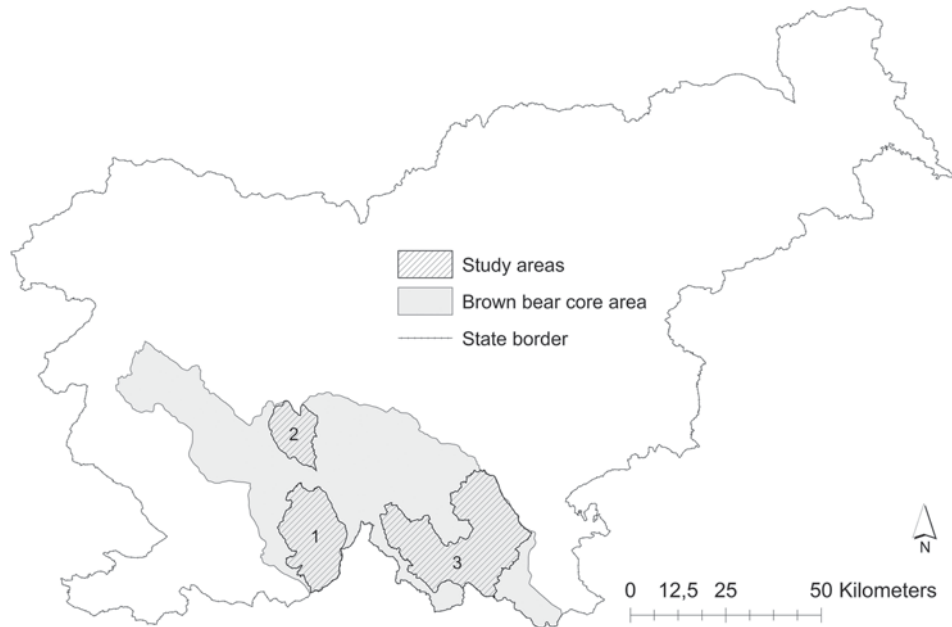 Study areas
Brown bear core area
State border
2
1
3
N
0 12,5 25 50 Kilometers